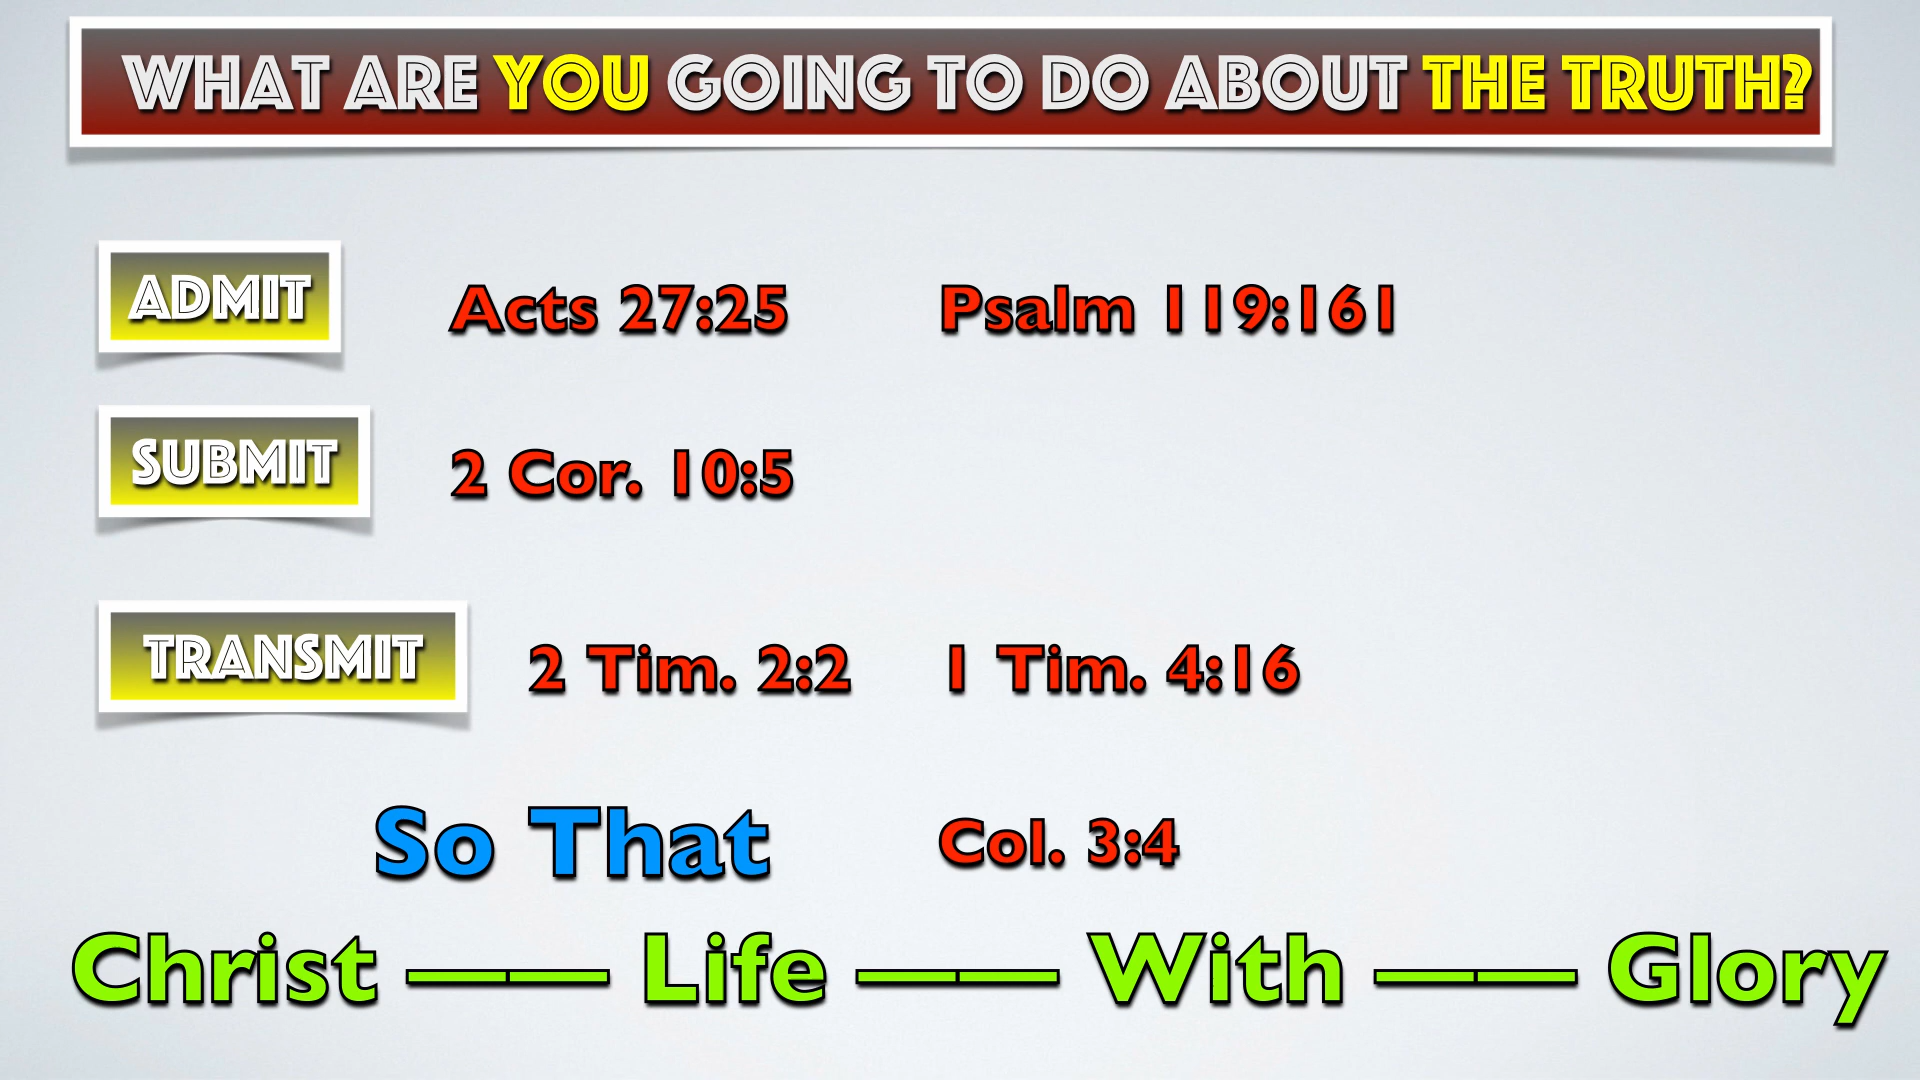 WHAT ARE YOU GOING TO DO ABOUT THE TRUTH?
ADMIT Acts 27:25 Psalm 119:161
SUBMIT 2 Cor. 10:5
TRANSMIT 2 Tim. 2:2 1 Tim. 4:16
So That Col. 3:4
Christ —— Life —— With —— Glory